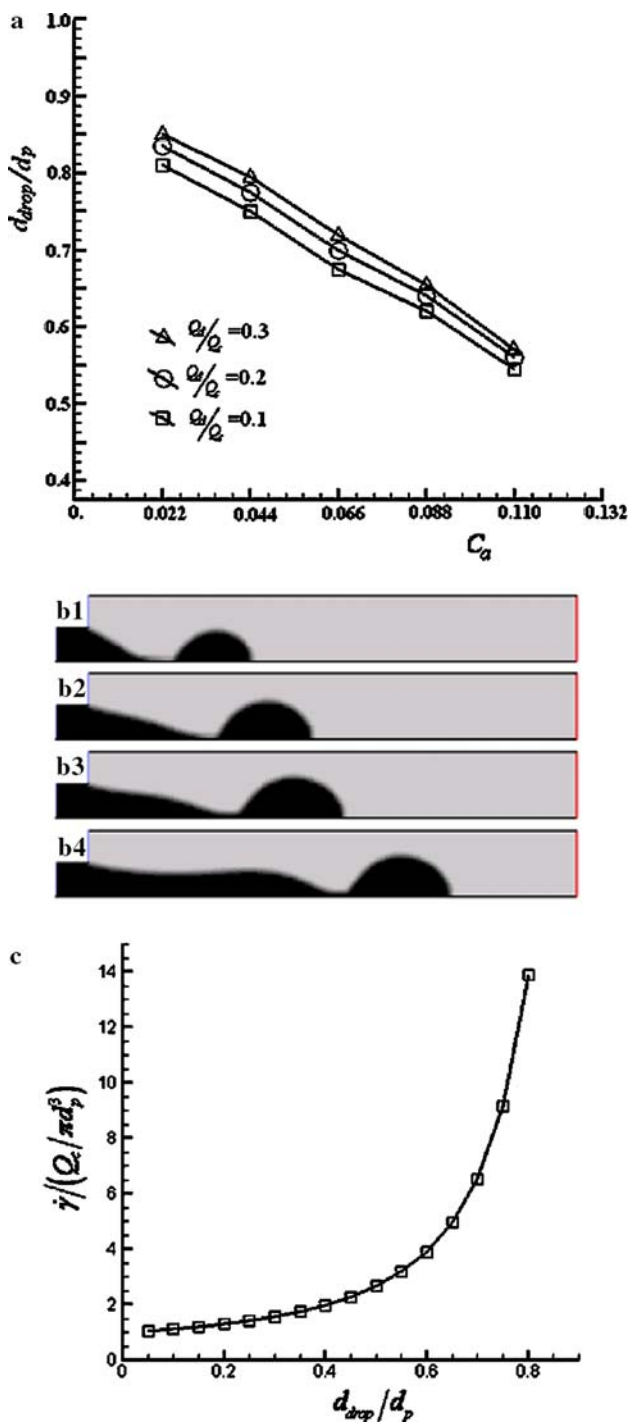 a
1.0
0.9
0.8
0.7
0.6
0.5
0.4
d_drop/d_p
Q_d/Q_c=0.3
Q_d/Q_c=0.2
Q_d/Q_c=0.1
0. 0.022 0.044 0.066 0.088 0.110 0.132
C_a
b1
b2
b3
b4
c
14
12
10
8
6
4
2
0
γ̇/(Q_c/πd_p^3)
0 0.2 0.4 0.6 0.8
d_drop/d_p